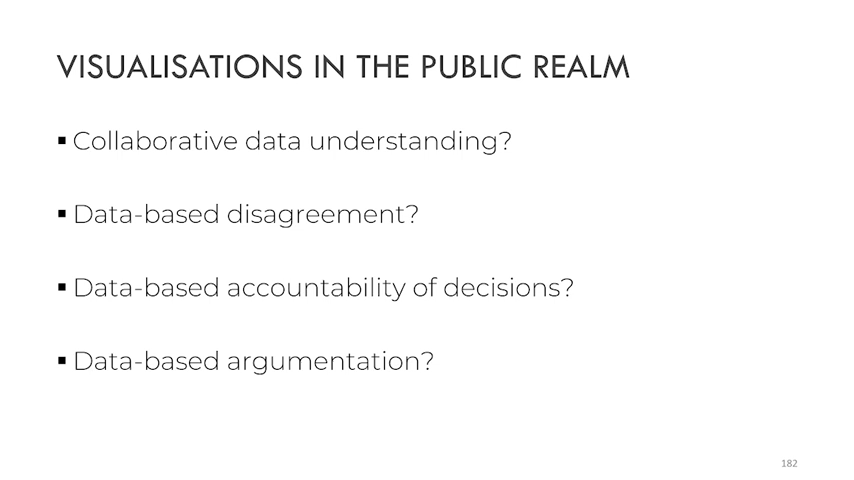 VISUALISATIONS IN THE PUBLIC REALM
▪ Collaborative data understanding?
▪ Data-based disagreement?
▪ Data-based accountability of decisions?
▪ Data-based argumentation?
182